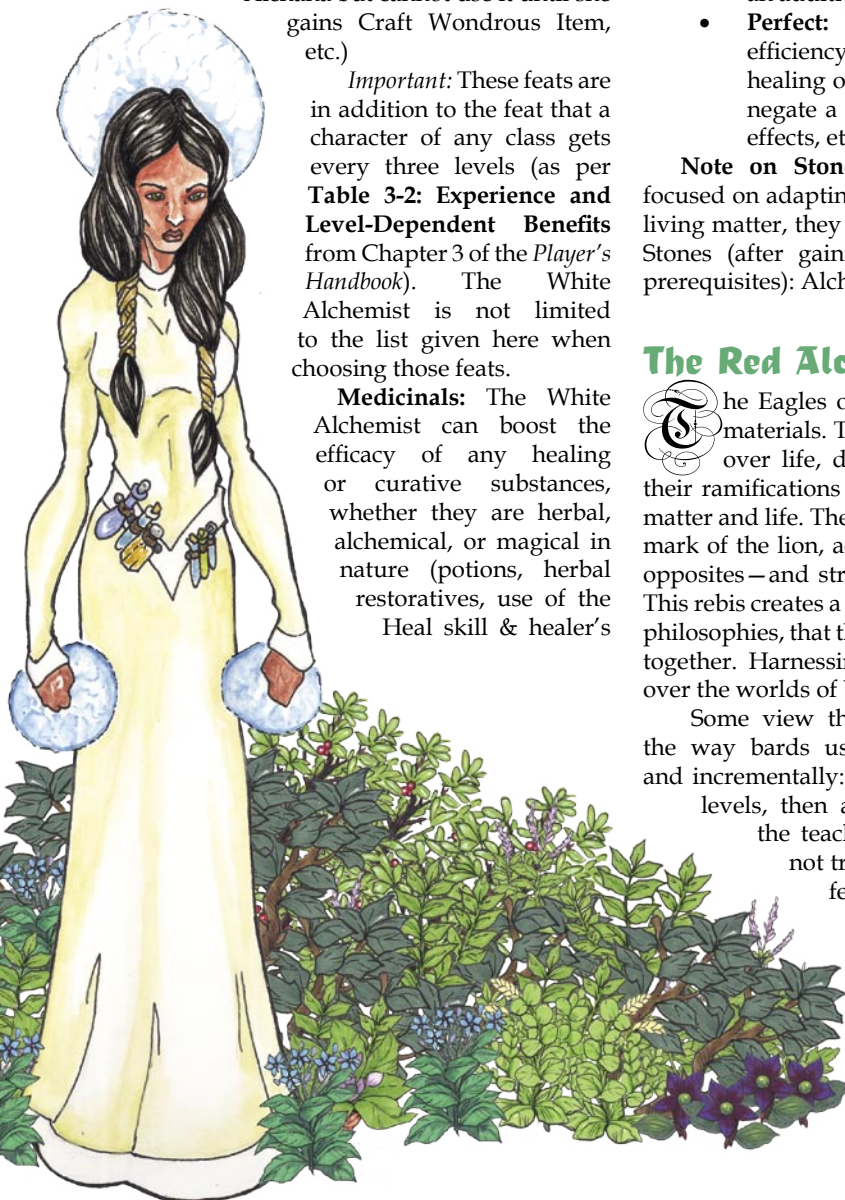 gains Craft Wondrous Item,
etc.)
Important: These feats are
in addition to the feat that a
character of any class gets
every three levels (as per
Table 3-2: Experience and
Level-Dependent Benefits
from Chapter 3 of the Player's
Handbook). The White
Alchemist is not limited
to the list given here when
choosing those feats.
Medicinals: The White
Alchemist can boost the
efficacy of any healing
or curative substances,
whether they are herbal,
alchemical, or magical in
nature (potions, herbal
restoratives, use of the
Heal skill & healer's
• Perfect:
efficiency
healing o
negate a
effects, et
Note on Ston
focused on adaptin
living matter, they
Stones (after gain
prerequisites): Alch
The Red Alc
The Eagles o
materials. T
over life, d
their ramifications
matter and life. The
mark of the lion, a
opposites—and str
This rebis creates a
philosophies, that th
together. Harnessin
over the worlds of
Some view th
the way bards us
and incrementally:
levels, then a
the teach
not tr
fe